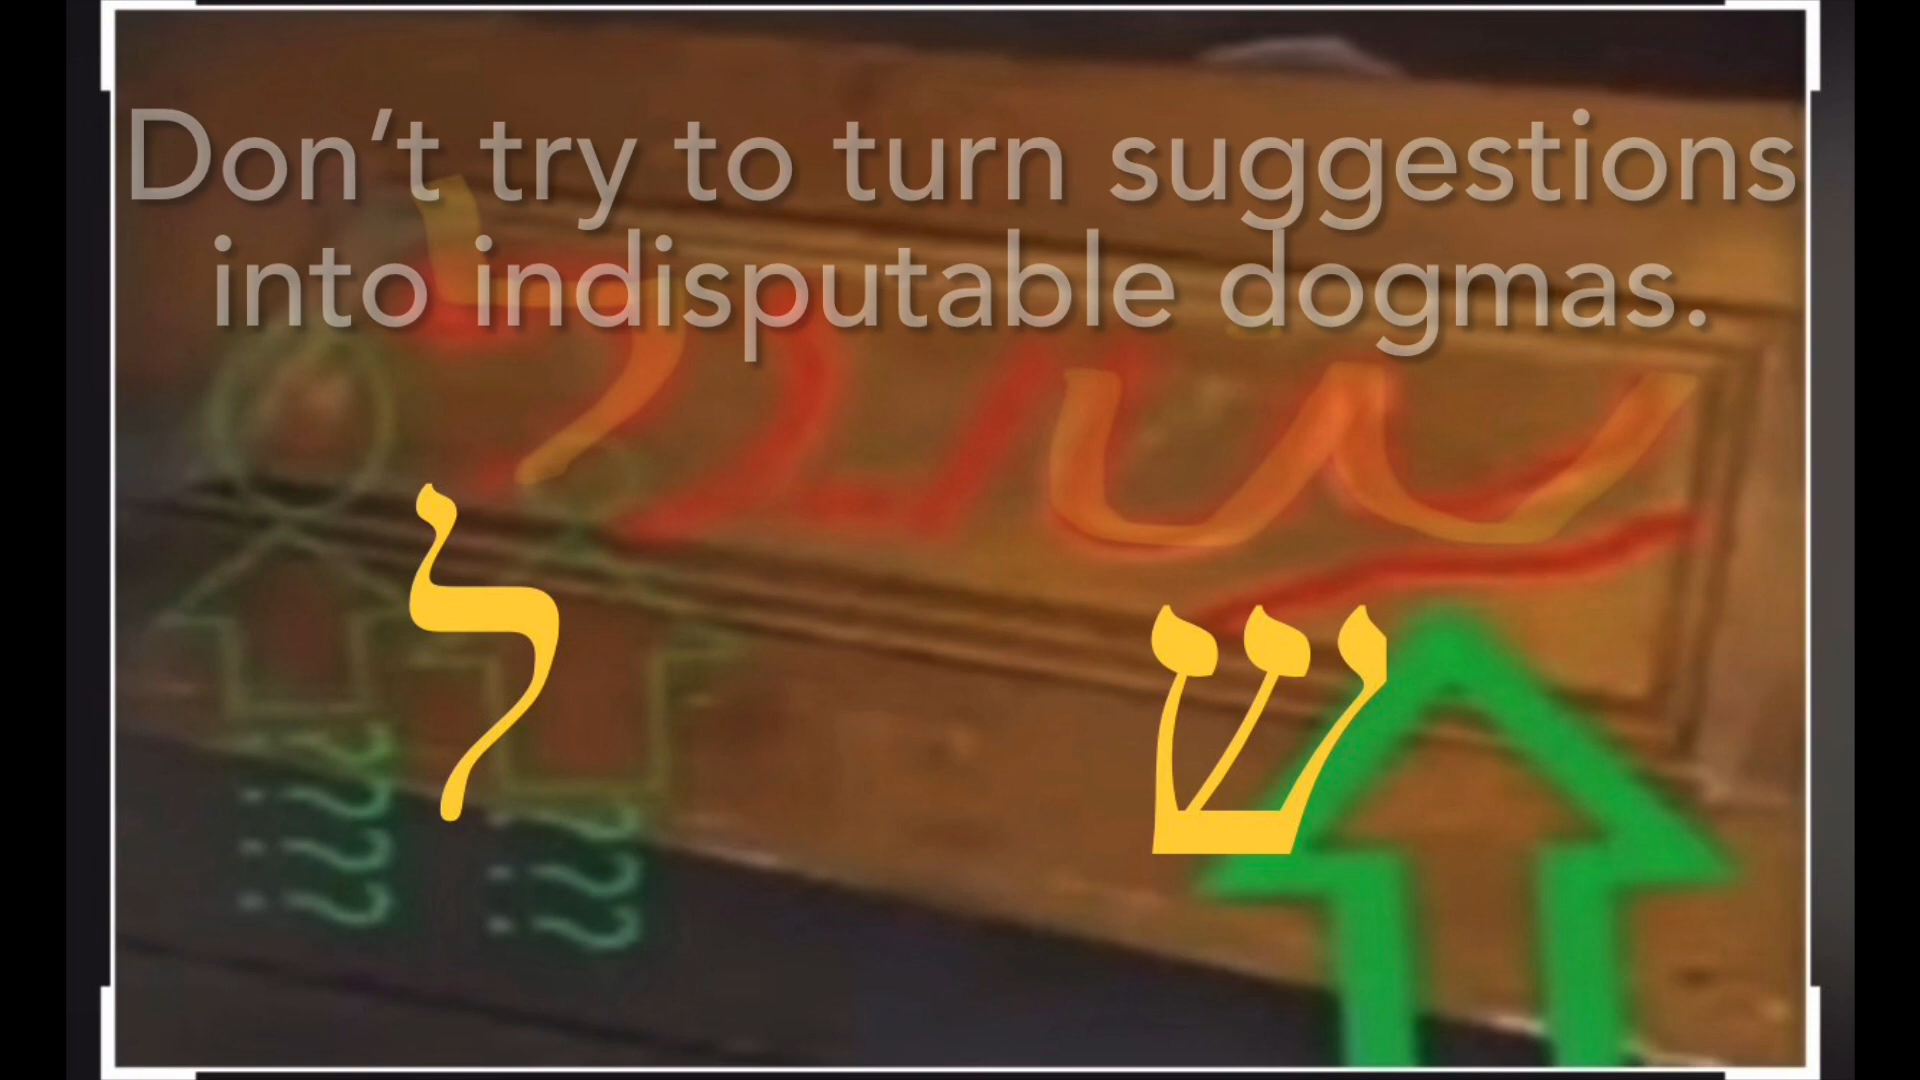 Don’t try to turn suggestions
into indisputable dogmas.
ש ל
???
???